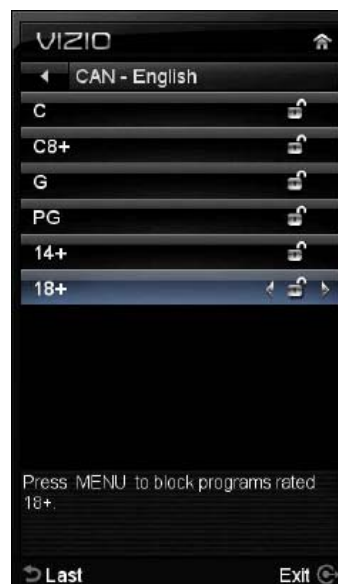 VIZIO
CAN - English
C
C8+
G
PG
14+
18+
Press MENU to block programs rated
18+.
Last Exit